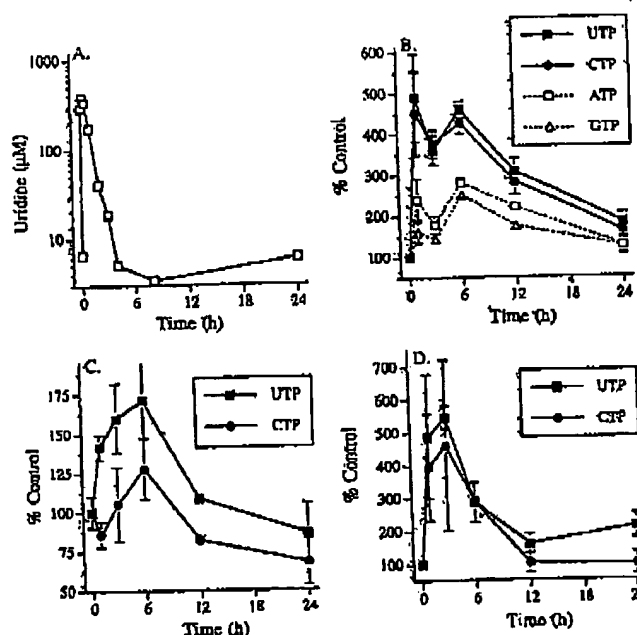 A.
1000
100
10
Uridine (µM)
0 6 12 18 24
Time (h)
B.
600
500
400
300
200
100
% Control
UTP
CTP
ATP
GTP
0 6 12 18 24
Time (h)
C.
175
150
125
100
75
50
% Control
UTP
CTP
0 6 12 18 24
Time (h)
D.
700
600
500
400
300
200
100
% Control
UTP
CTP
0 6 12 18 24
Time (h)